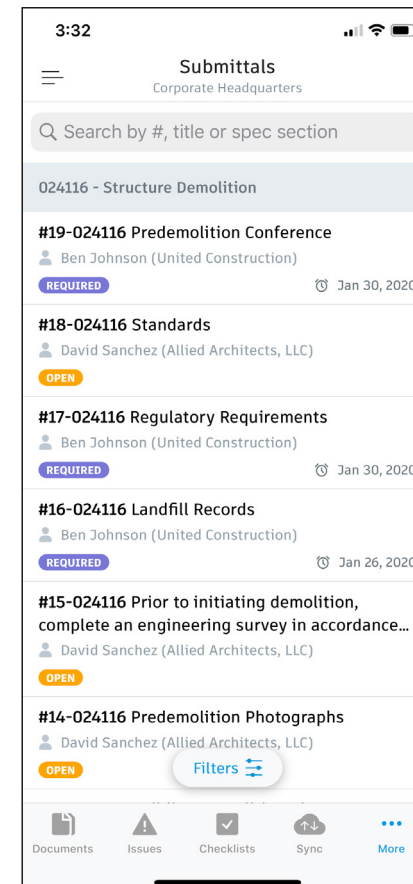 3:32
Submittals
Corporate Headquarters
Search by #, title or spec section
024116 - Structure Demolition
#19-024116 Predemolition Conference
Ben Johnson (United Construction)
REQUIRED Jan 30, 2020
#18-024116 Standards
David Sanchez (Allied Architects, LLC)
OPEN
#17-024116 Regulatory Requirements
Ben Johnson (United Construction)
REQUIRED Jan 30, 2020
#16-024116 Landfill Records
Ben Johnson (United Construction)
REQUIRED Jan 26, 2020
#15-024116 Prior to initiating demolition,
complete an engineering survey in accordance...
David Sanchez (Allied Architects, LLC)
OPEN
#14-024116 Predemolition Photographs
David Sanchez (Allied Architects, LLC)
OPEN
Filters
Documents Issues Checklists Sync More